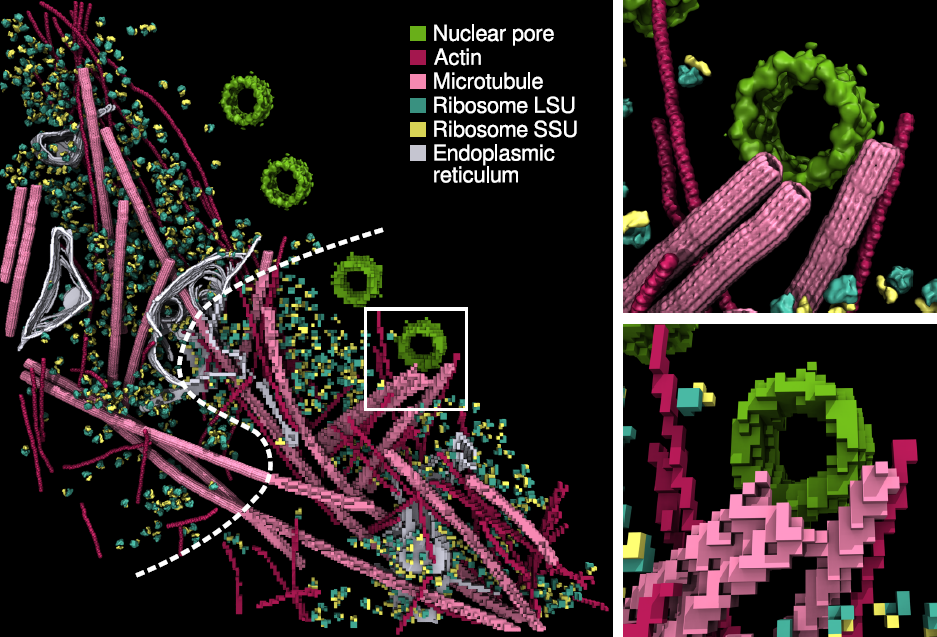 Nuclear pore
Actin
Microtubule
Ribosome LSU
Ribosome SSU
Endoplasmic
reticulum